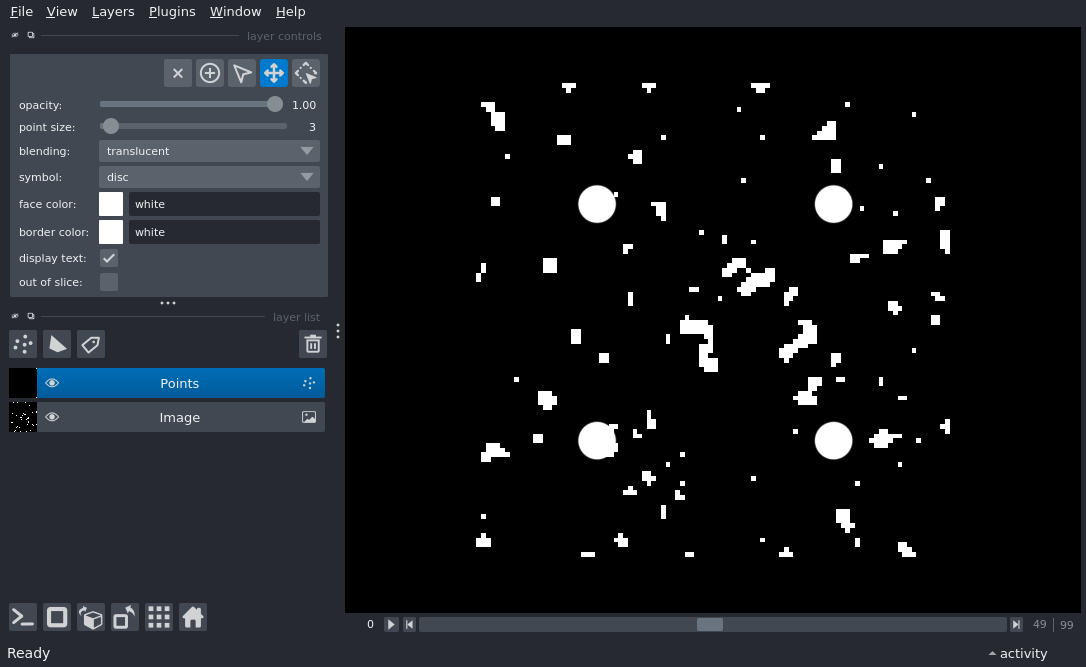 File View Layers Plugins Window Help
layer controls
opacity: 1.00
point size: 3
blending: translucent
symbol: disc
face color: white
border color: white
display text:
out of slice:
layer list
Points
Image
0 49 99
Ready activity